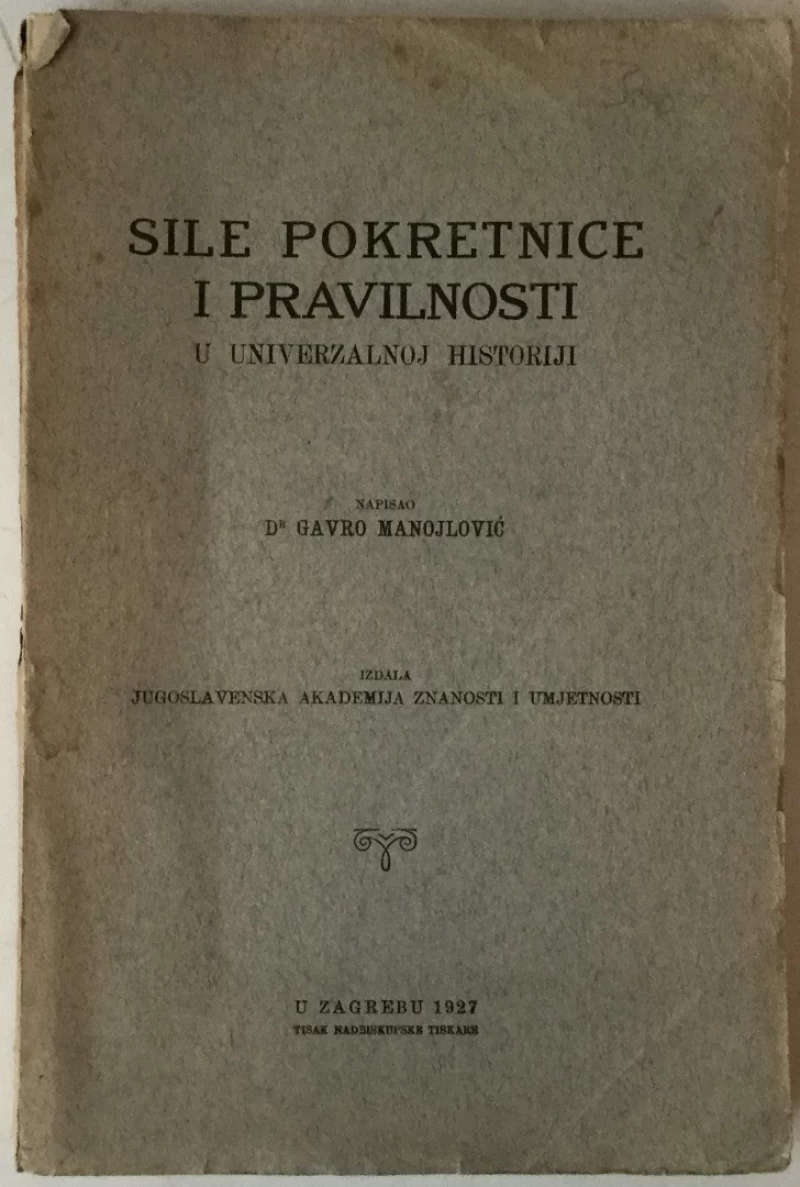 SILE POKRETNICE
I PRAVILNOSTI
U UNIVERZALNOJ HISTORIJI
NAPISAO
Dᴿ GAVRO MANOJLOVIĆ
IZDALA
JUGOSLAVENSKA AKADEMIJA ZNANOSTI I UMJETNOSTI
U ZAGREBU 1927
TISAK NADBISKUPSKE TISKARE